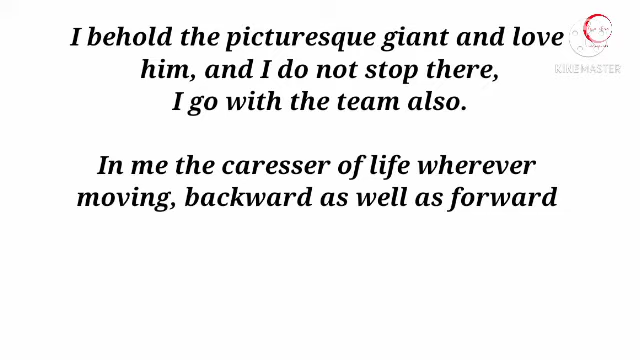 I behold the picturesque giant and love
him, and I do not stop there,
I go with the team also.
In me the caresser of life wherever
moving, backward as well as forward
KINEMASTER